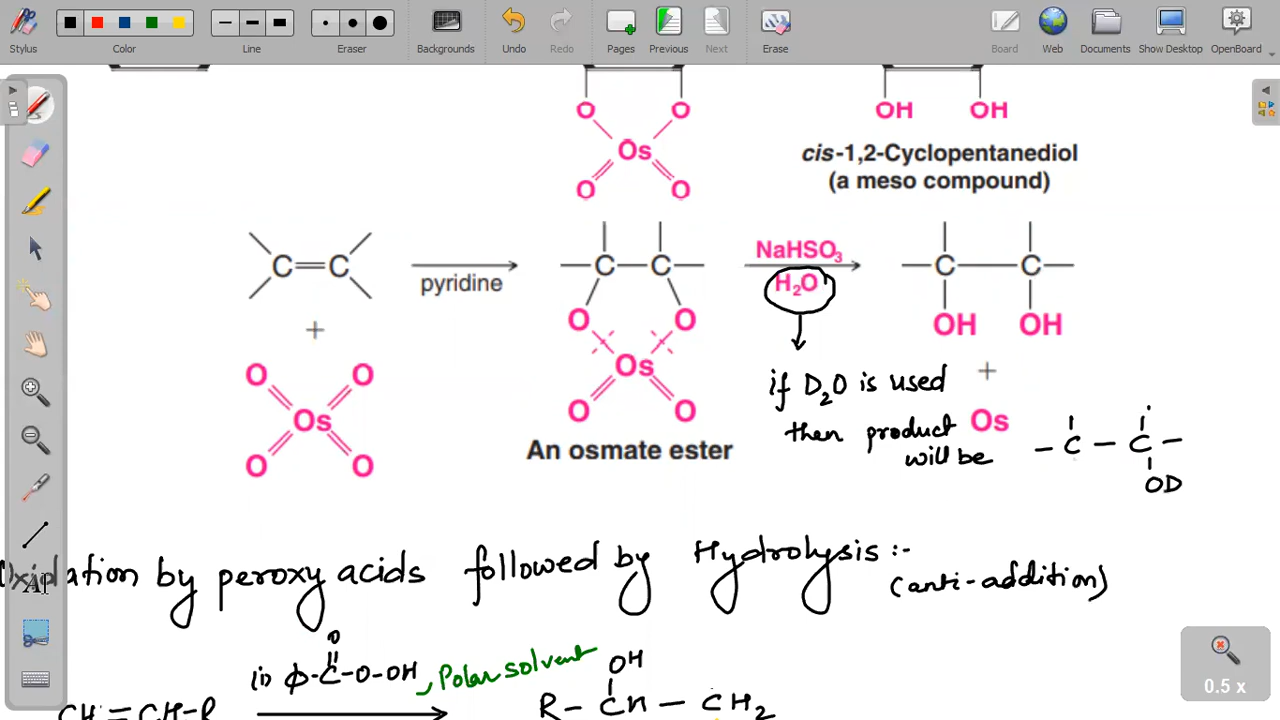 Stylus Color Line Eraser Backgrounds Undo Redo Pages Previous Next Erase Board Web Documents Show Desktop OpenBoard
O O OH OH
Os
O O
cis-1,2-Cyclopentanediol
(a meso compound)
C=C pyridine C—C NaHSO3 C—C
H2O
+ O O OH OH
O O Os +
Os O O Os
O O An osmate ester
if D2O is used
then product
will be
- C - C -
OD
Oxidation by peroxy acids followed by Hydrolysis :-
(anti-addition)
O
(i) Φ-C-O-OH, Polar solvent
OH
CH=CH-R R - CH - CH2
0.5 x